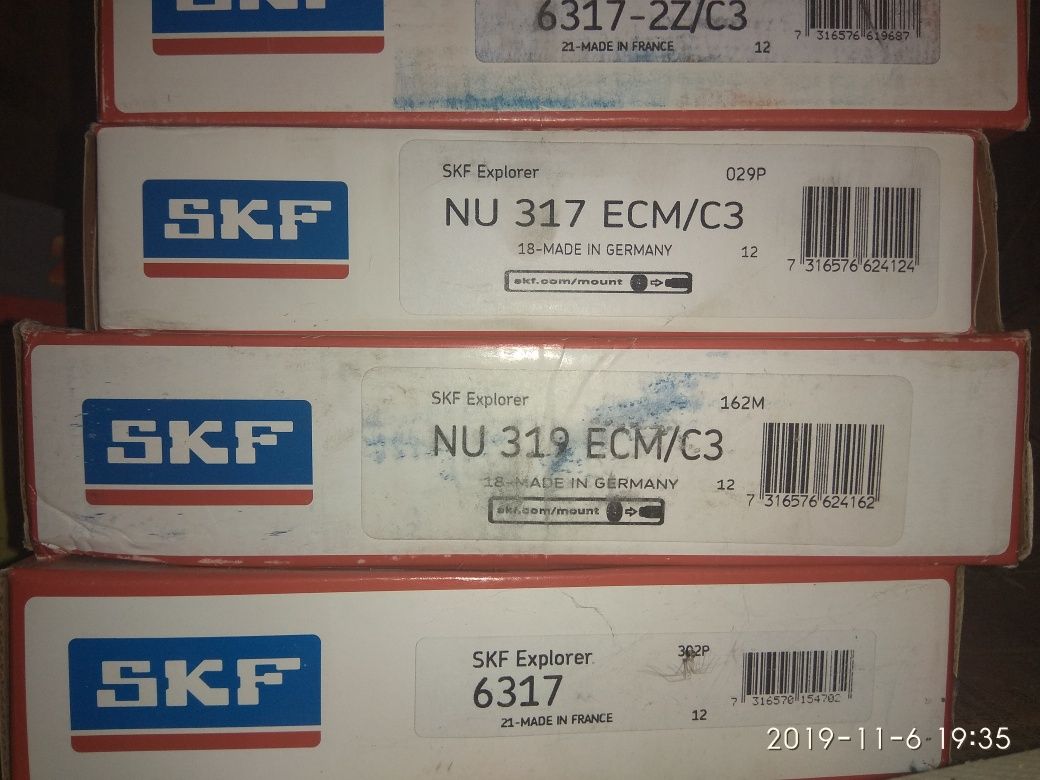 SKF
6317-2Z/C3
21-MADE IN FRANCE 12
7 316576 619687
SKF
SKF Explorer 029P
NU 317 ECM/C3
18-MADE IN GERMANY 12
skf.com/mount
7 316576 624124
SKF
SKF Explorer 162M
NU 319 ECM/C3
18-MADE IN GERMANY 12
skf.com/mount
7 316576 624162
SKF
SKF Explorer 302P
6317
21-MADE IN FRANCE 12
7 316570 154702
2019-11-6 19:35